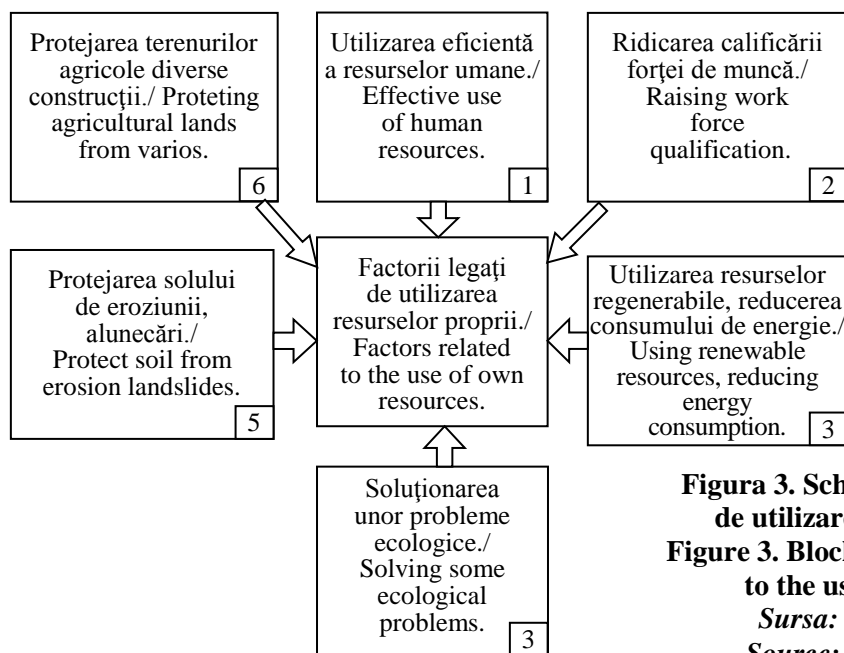 Protejarea terenurilor
agricole diverse
construcţii./ Proteting
agricultural lands
from varios.
6
Utilizarea eficientă
a resurselor umane./
Effective use
of human
resources.
1
Ridicarea calificării
forţei de muncă./
Raising work
force
qualification.
2
Protejarea solului
de eroziunii,
alunecări./
Protect soil from
erosion landslides.
5
Factorii legaţi
de utilizarea
resurselor proprii./
Factors related
to the use of own
resources.
Utilizarea resurselor
regenerabile, reducerea
consumului de energie./
Using renewable
resources, reducing
energy
consumption.
3
Soluţionarea
unor probleme
ecologice./
Solving some
ecological
problems.
3
Figura 3. Sch
de utilizar
Figure 3. Bloc
to the us
Sursa:
Source: